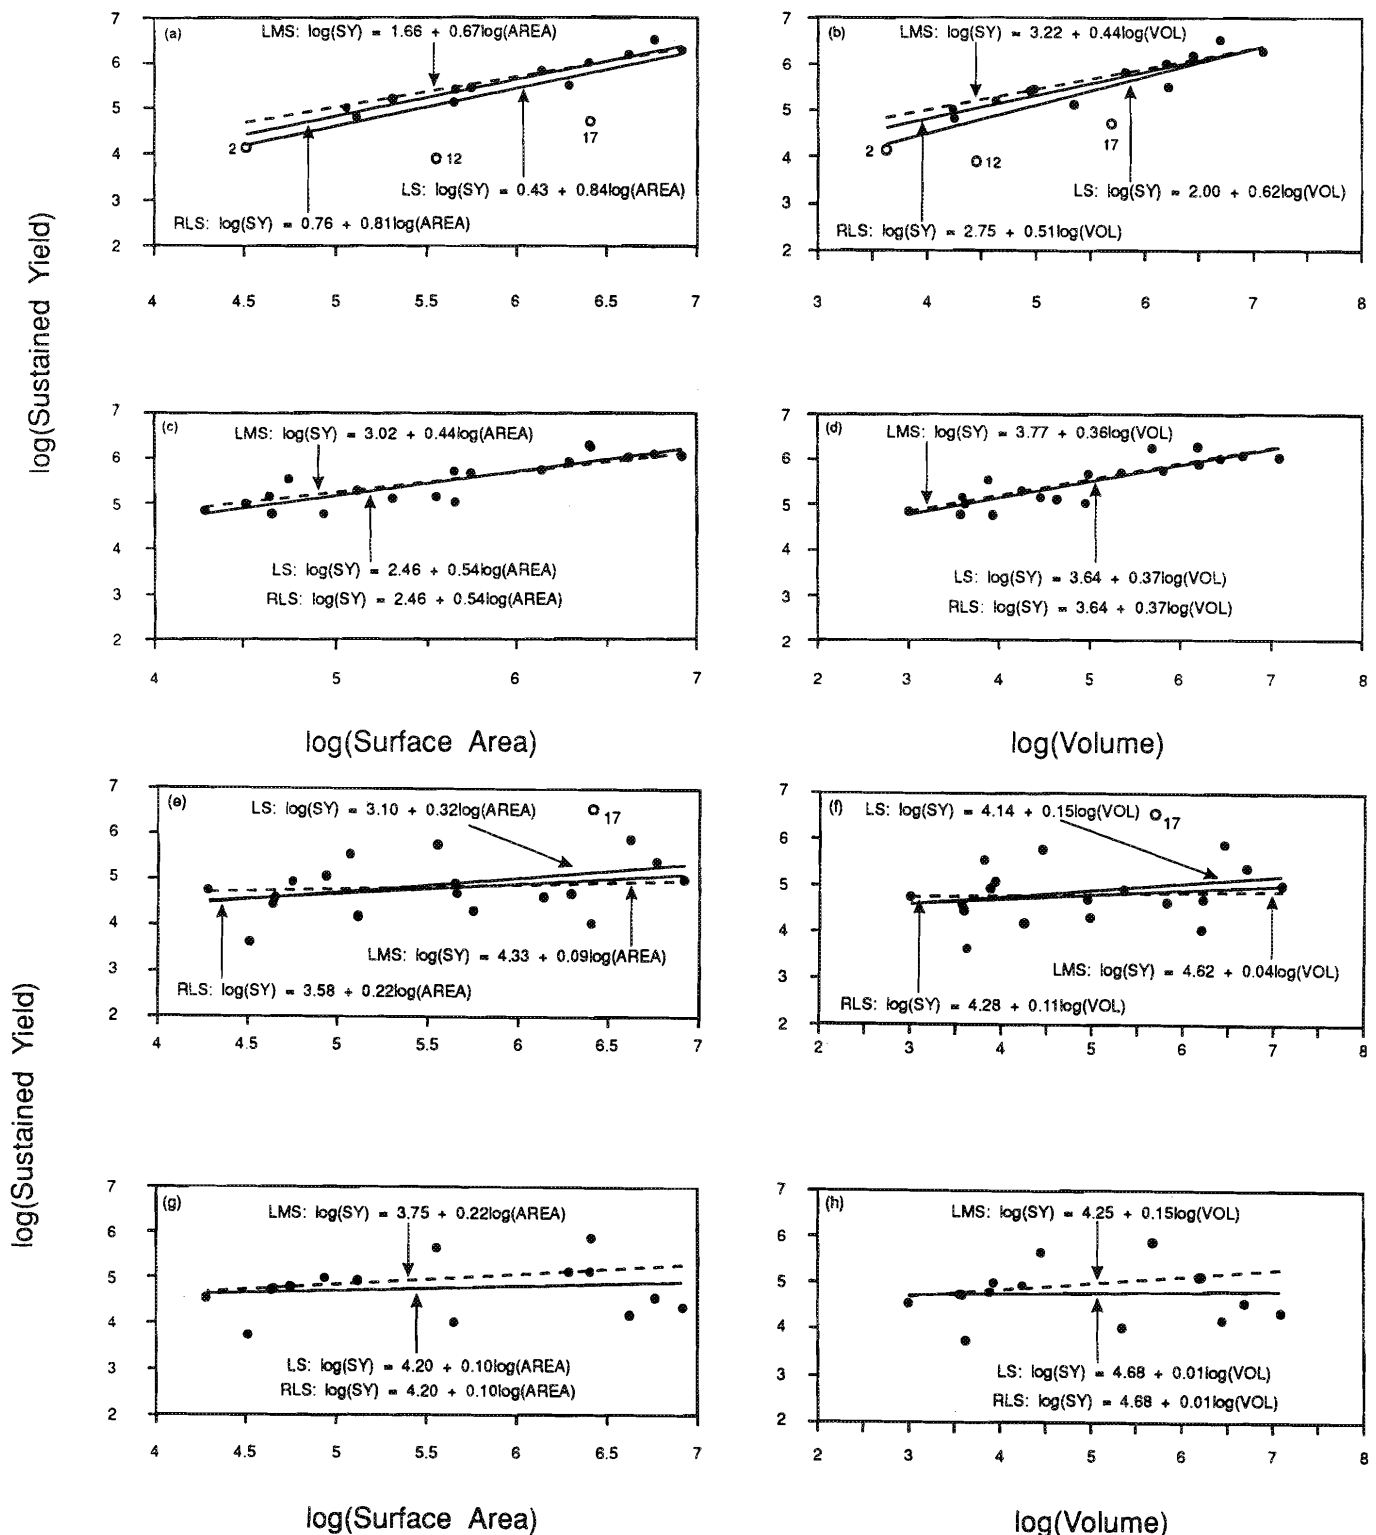 log(Sustained Yield)
(a)
LMS: log(SY) = 1.66 + 0.67log(AREA)
7
6
5
4
3
2
2
12
17
LS: log(SY) = 0.43 + 0.84log(AREA)
RLS: log(SY) = 0.76 + 0.81log(AREA)
4 4.5 5 5.5 6 6.5 7
(b)
LMS: log(SY) = 3.22 + 0.44log(VOL)
7
6
5
4
3
2
2
12
17
LS: log(SY) = 2.00 + 0.62log(VOL)
RLS: log(SY) = 2.75 + 0.51log(VOL)
3 4 5 6 7 8
(c)
LMS: log(SY) = 3.02 + 0.44log(AREA)
7
6
5
4
3
2
LS: log(SY) = 2.46 + 0.54log(AREA)
RLS: log(SY) = 2.46 + 0.54log(AREA)
4 5 6 7
log(Surface Area)
(d)
LMS: log(SY) = 3.77 + 0.36log(VOL)
7
6
5
4
3
2
LS: log(SY) = 3.64 + 0.37log(VOL)
RLS: log(SY) = 3.64 + 0.37log(VOL)
2 3 4 5 6 7 8
log(Volume)
log(Sustained Yield)
(e)
LS: log(SY) = 3.10 + 0.32log(AREA)
17
7
6
5
4
3
2
LMS: log(SY) = 4.33 + 0.09log(AREA)
RLS: log(SY) = 3.58 + 0.22log(AREA)
4 4.5 5 5.5 6 6.5 7
(f)
LS: log(SY) = 4.14 + 0.15log(VOL)
17
7
6
5
4
3
2
LMS: log(SY) = 4.62 + 0.04log(VOL)
RLS: log(SY) = 4.28 + 0.11log(VOL)
2 3 4 5 6 7 8
(g)
LMS: log(SY) = 3.75 + 0.22log(AREA)
7
6
5
4
3
2
LS: log(SY) = 4.20 + 0.10log(AREA)
RLS: log(SY) = 4.20 + 0.10log(AREA)
4 4.5 5 5.5 6 6.5 7
log(Surface Area)
(h)
LMS: log(SY) = 4.25 + 0.15log(VOL)
7
6
5
4
3
2
LS: log(SY) = 4.68 + 0.01log(VOL)
RLS: log(SY) = 4.68 + 0.01log(VOL)
2 3 4 5 6 7 8
log(Volume)